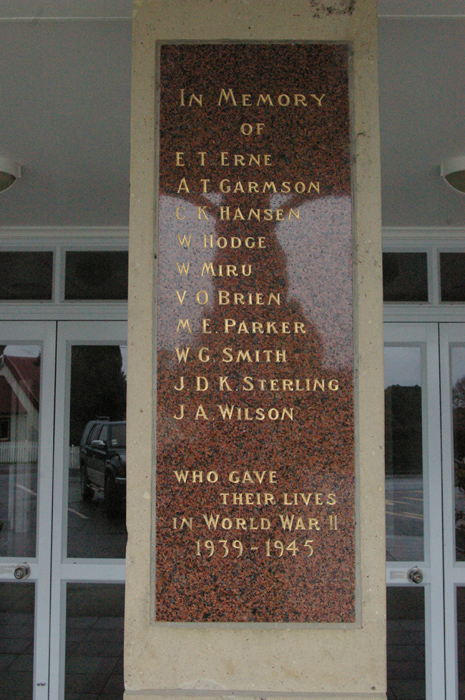 IN MEMORY
OF
E T ERNE
A T GARMSON
C K HANSEN
W HODGE
W MIRU
V O BRIEN
M E. PARKER
W. G. SMITH
J. D K. STERLING
J A. WILSON
WHO GAVE
THEIR LIVES
IN WORLD WAR II
1939 - 1945